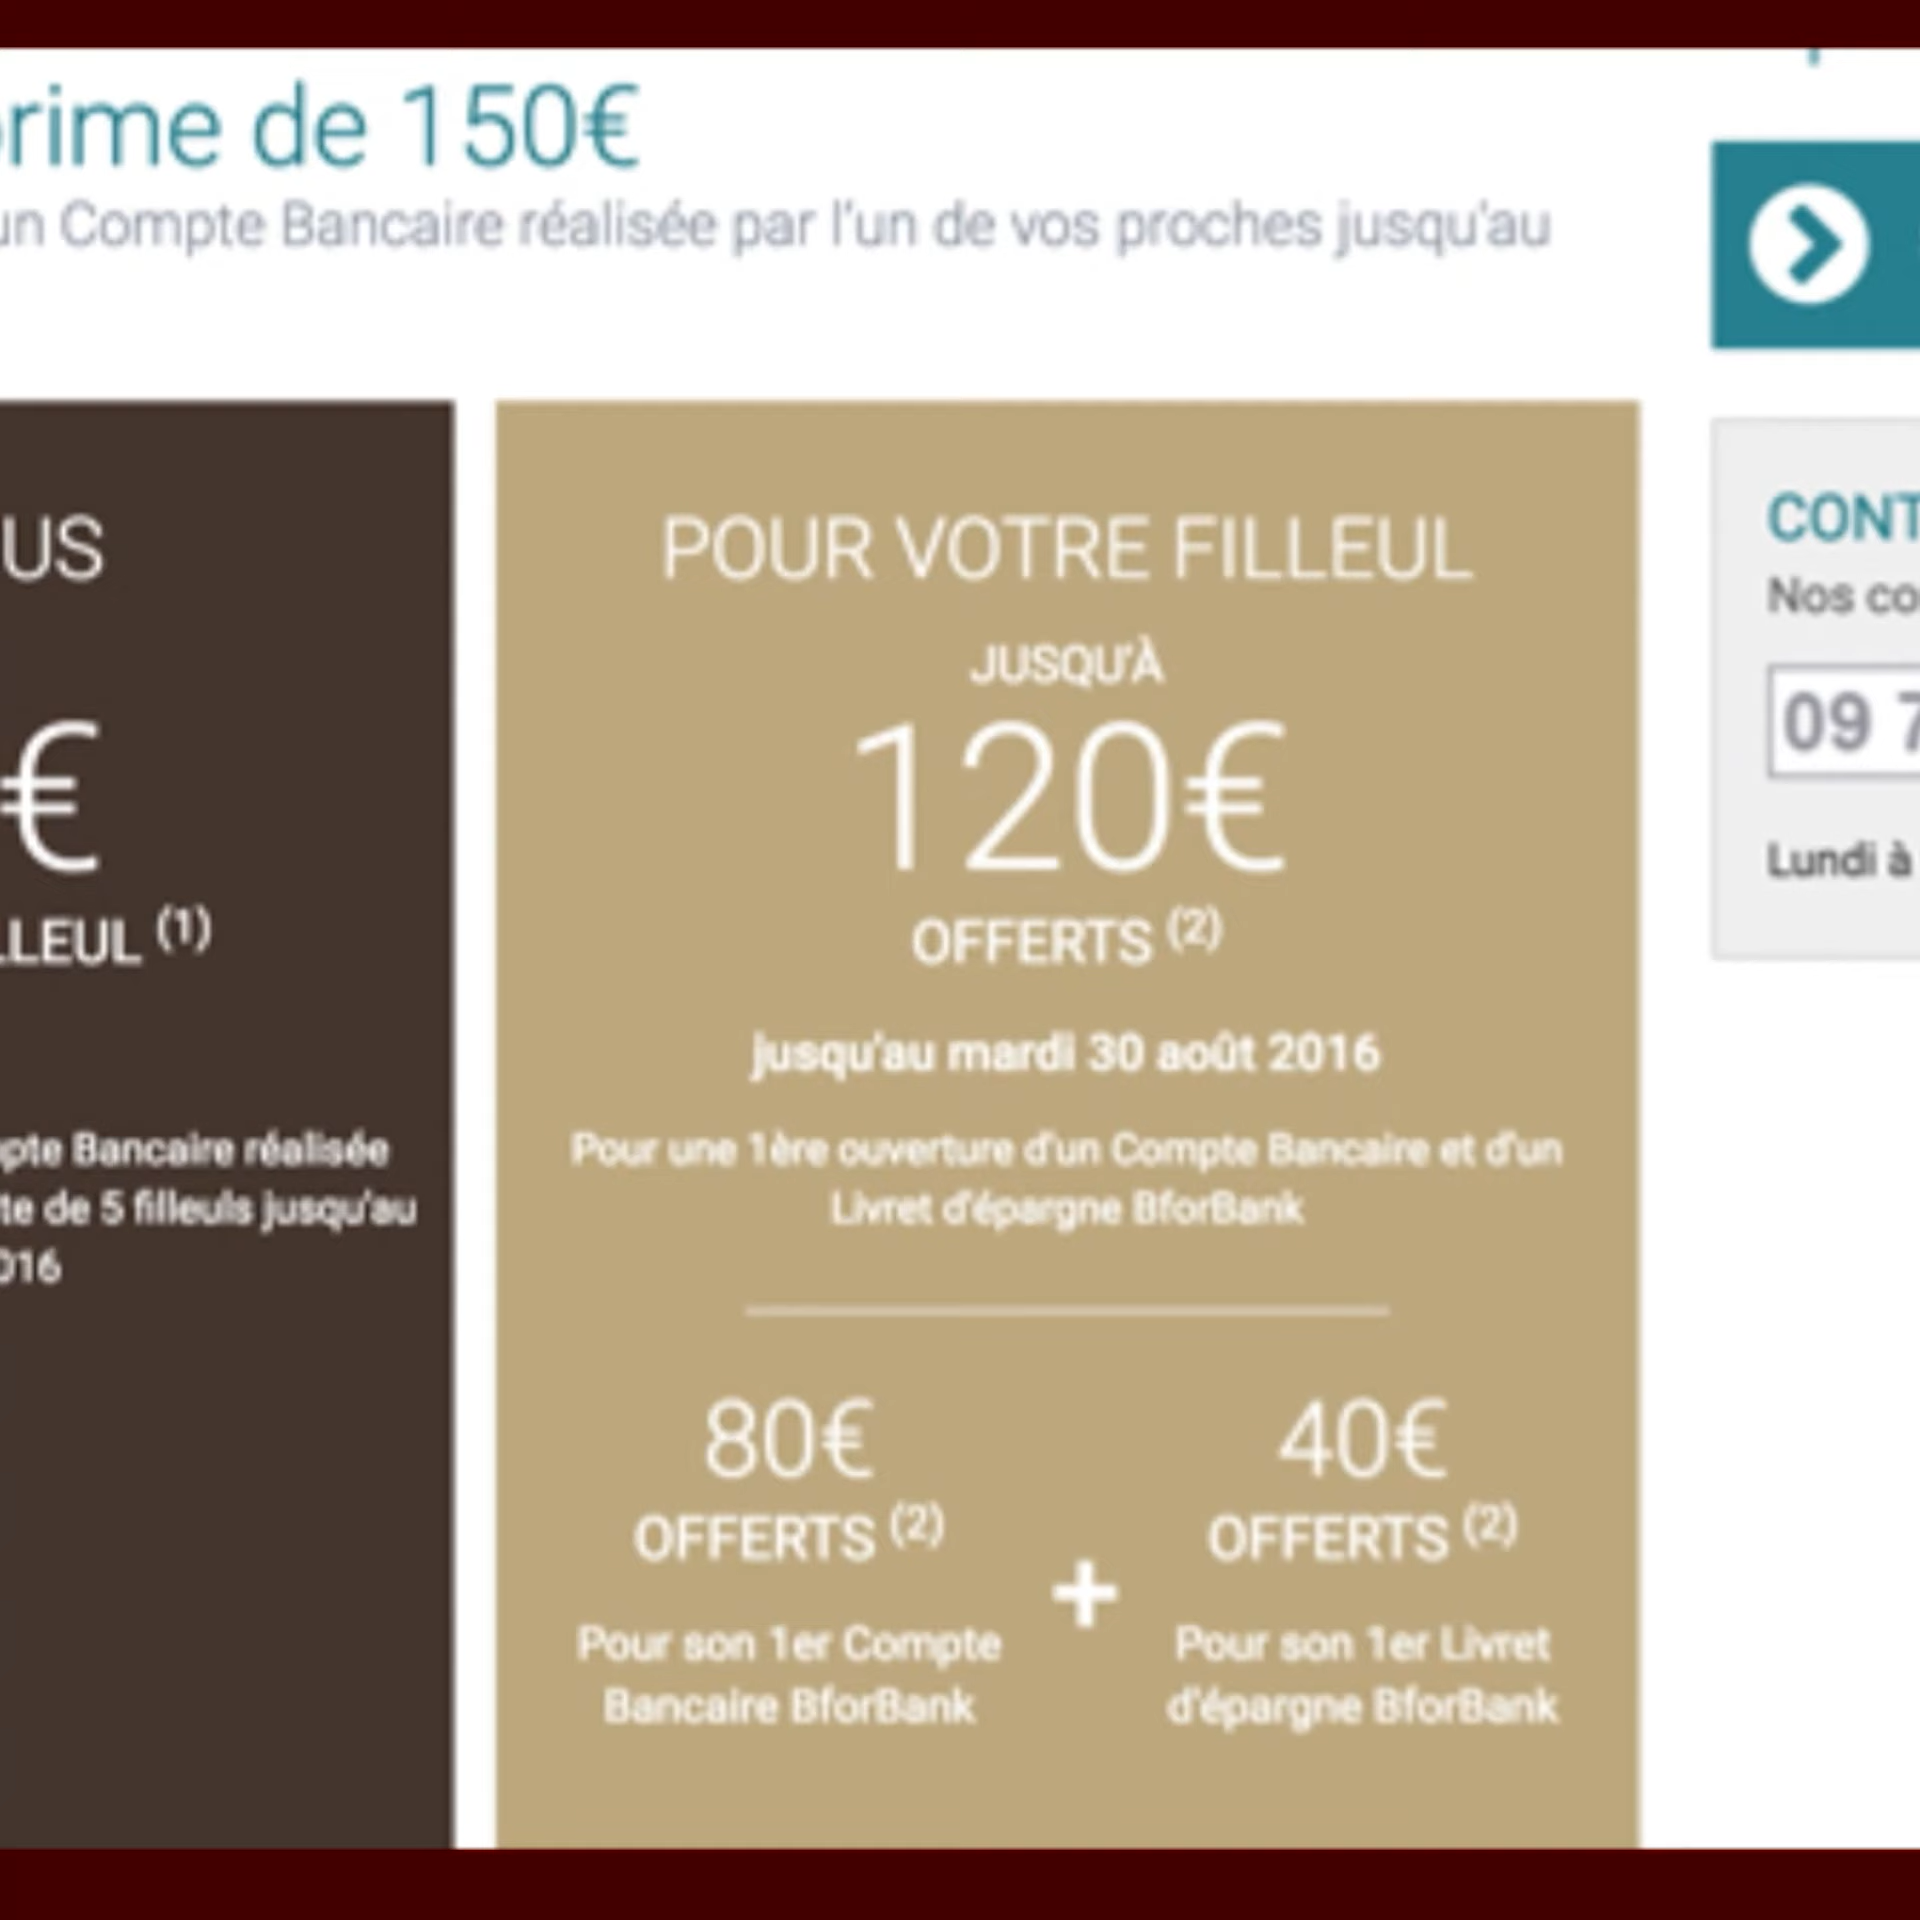 prime de 150€
un Compte Bancaire réalisée par l'un de vos proches jusqu'au
US
€
LLEUL (1)
pte Bancaire réalisée
te de 5 filleuls jusqu'au
016
POUR VOTRE FILLEUL
JUSQU'À
120€
OFFERTS (2)
jusqu'au mardi 30 août 2016
Pour une 1ère ouverture d'un Compte Bancaire et d'un
Livret d'épargne BforBank
80€
OFFERTS (2)
Pour son 1er Compte
Bancaire BforBank
+
40€
OFFERTS (2)
Pour son 1er Livret
d'épargne BforBank
CONT
Nos co
09 7
Lundi à